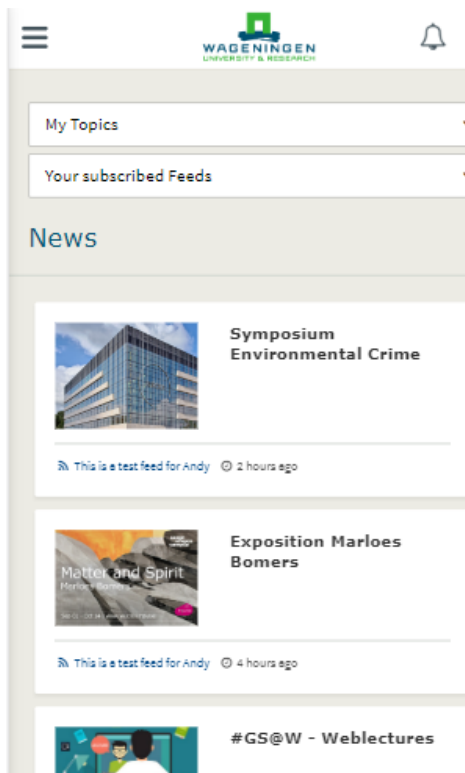 WAGENINGEN
UNIVERSITY & RESEARCH
My Topics
Your subscribed Feeds
News
Symposium
Environmental Crime
This is a test feed for Andy 2 hours ago
Matter and Spirit
Marloes Bomers
Exposition Marloes
Bomers
This is a test feed for Andy 4 hours ago
#GS@W - Weblectures